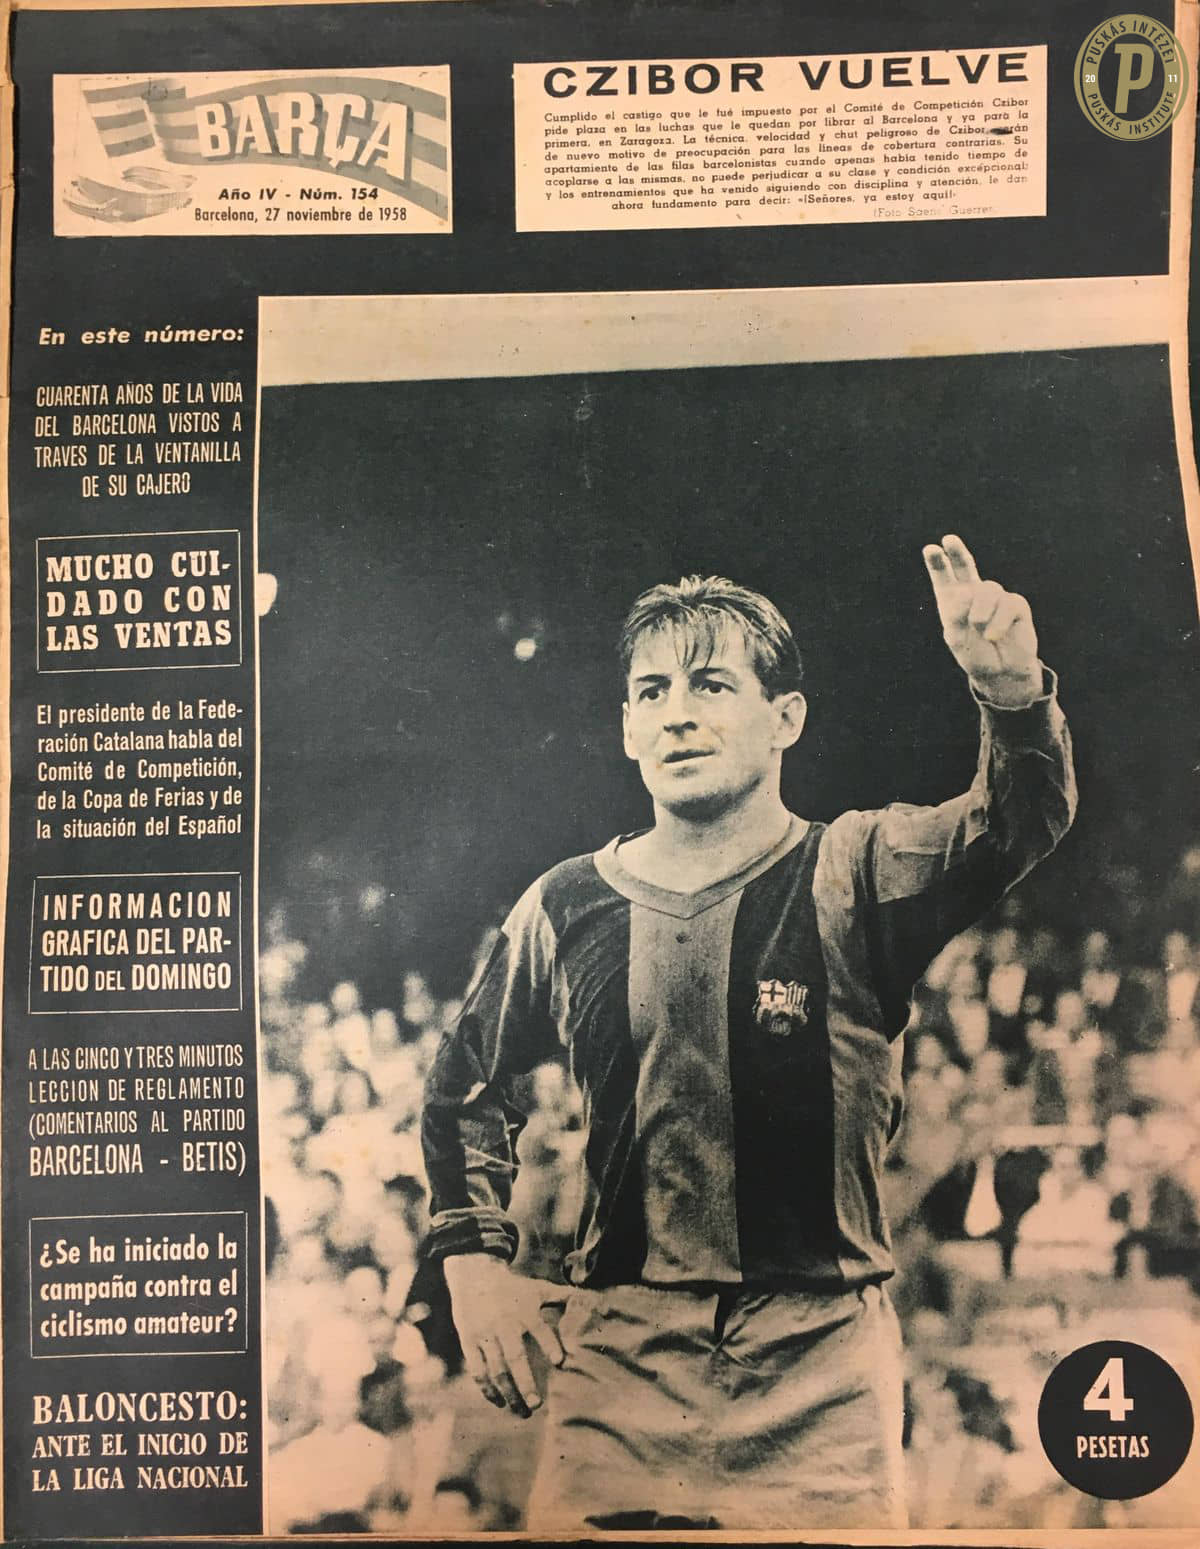 BARÇA
Año IV - Núm. 154
Barcelona, 27 noviembre de 1958
CZIBOR VUELVE
Cumplido el castigo que le fué impuesto por el Comité de Competición Czibor
pide plaza en las luchas que le quedan por librar al Barcelona y ya para la
primera, en Zaragoza. La técnica, velocidad y chut peligroso de Czibor
de nuevo motivo de preocupación para las líneas de cobertura contrarias. Su
apartamiento de las filas barcelonistas cuando apenas había tenido tiempo de
acoplarse a las mismas, no puede perjudicar a su clase y condición excepcional;
y los entrenamientos que ha venido siguiendo con disciplina y atención, le dan
ahora fundamento para decir: «¡Señores, ya estoy aquí!»
(Foto
PUSKÁS INTÉZET
20 P 11
PUSKÁS INSTITUTE
En este número:
CUARENTA AÑOS DE LA VIDA
DEL BARCELONA VISTOS A
TRAVES DE LA VENTANILLA
DE SU CAJERO
MUCHO CUI-
DADO CON
LAS VENTAS
El presidente de la Fede-
ración Catalana habla del
Comité de Competición,
de la Copa de Ferias y de
la situación del Español
INFORMACION
GRAFICA DEL PAR-
TIDO DEL DOMINGO
A LAS CINCO Y TRES MINUTOS
LECCION DE REGLAMENTO
(COMENTARIOS AL PARTIDO
BARCELONA - BETIS)
¿Se ha iniciado la
campaña contra el
ciclismo amateur?
BALONCESTO:
ANTE EL INICIO DE
LA LIGA NACIONAL
4
PESETAS